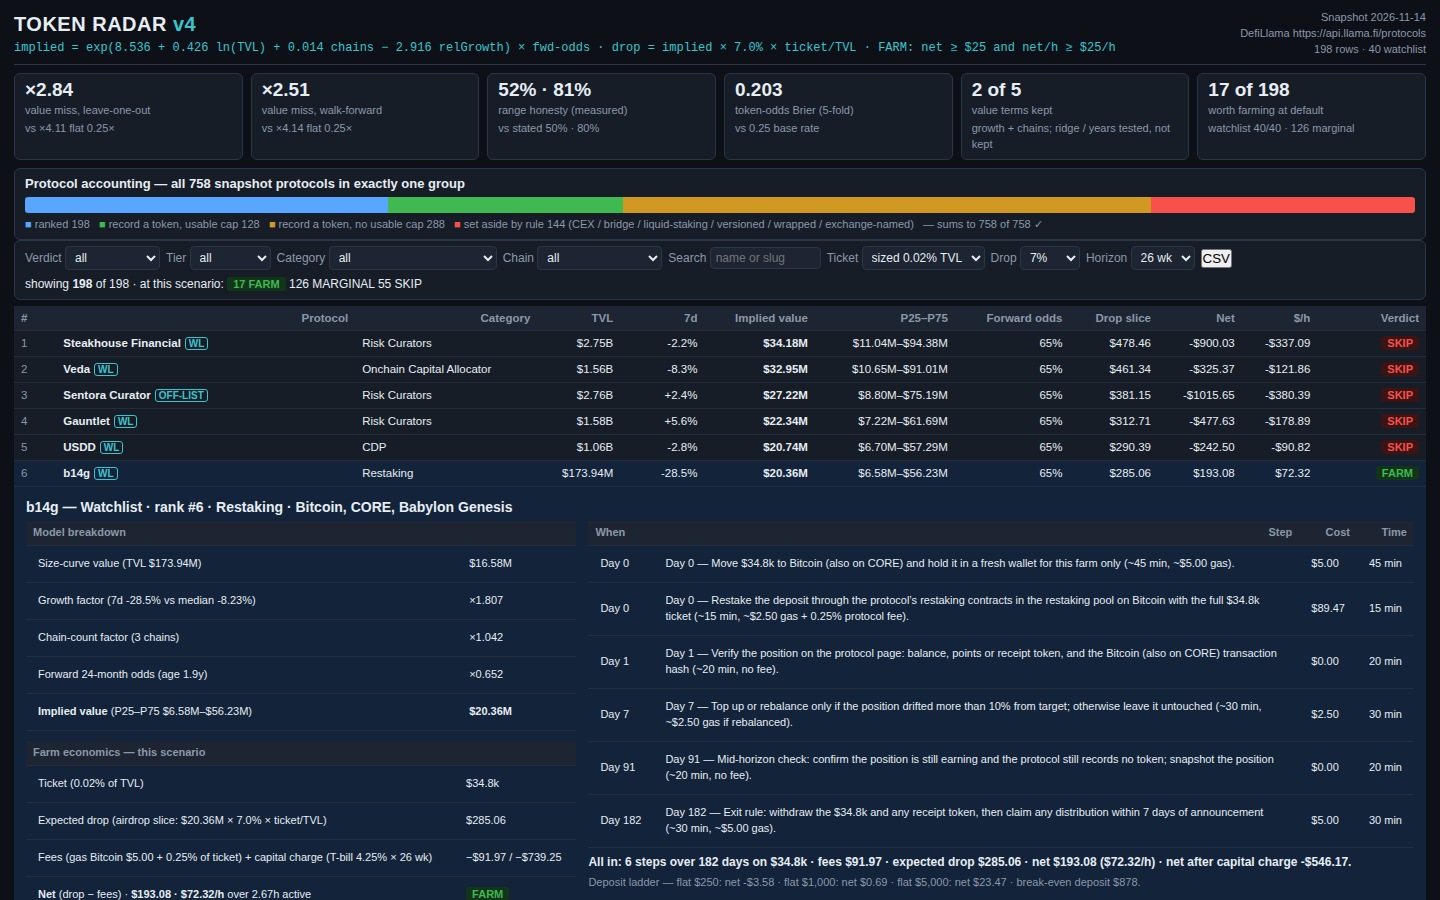 TOKEN RADAR v4
implied = exp(8.536 + 0.426 ln(TVL) + 0.014 chains − 2.916 relGrowth) × fwd-odds · drop = implied × 7.0% × ticket/TVL · FARM: net ≥ $25 and net/h ≥ $25/h
Snapshot 2026-11-14
DefiLlama https://api.llama.fi/protocols
198 rows · 40 watchlist
×2.84
value miss, leave-one-out
vs ×4.11 flat 0.25×
×2.51
value miss, walk-forward
vs ×4.14 flat 0.25×
52% · 81%
range honesty (measured)
vs stated 50% · 80%
0.203
token-odds Brier (5-fold)
vs 0.25 base rate
2 of 5
value terms kept
growth + chains; ridge / years tested, not
kept
17 of 198
worth farming at default
watchlist 40/40 · 126 marginal
Protocol accounting — all 758 snapshot protocols in exactly one group
ranked 198 record a token, usable cap 128 record a token, no usable cap 288 set aside by rule 144 (CEX / bridge / liquid-staking / versioned / wrapped / exchange-named) — sums to 758 of 758 ✓
Verdict all Tier all Category all Chain all Search name or slug Ticket sized 0.02% TVL Drop 7% Horizon 26 wk CSV
showing 198 of 198 · at this scenario: 17 FARM 126 MARGINAL 55 SKIP
# Protocol Category TVL 7d Implied value P25–P75 Forward odds Drop slice Net $/h Verdict
1 Steakhouse Financial WL Risk Curators $2.75B -2.2% $34.18M $11.04M–$94.38M 65% $478.46 -$900.03 -$337.09 SKIP
2 Veda WL Onchain Capital Allocator $1.56B -8.3% $32.95M $10.65M–$91.01M 65% $461.34 -$325.37 -$121.86 SKIP
3 Sentora Curator OFF-LIST Risk Curators $2.76B +2.4% $27.22M $8.80M–$75.19M 65% $381.15 -$1015.65 -$380.39 SKIP
4 Gauntlet WL Risk Curators $1.58B +5.6% $22.34M $7.22M–$61.69M 65% $312.71 -$477.63 -$178.89 SKIP
5 USDD WL CDP $1.06B -2.8% $20.74M $6.70M–$57.29M 65% $290.39 -$242.50 -$90.82 SKIP
6 b14g WL Restaking $173.94M -28.5% $20.36M $6.58M–$56.23M 65% $285.06 $193.08 $72.32 FARM
b14g — Watchlist · rank #6 · Restaking · Bitcoin, CORE, Babylon Genesis
Model breakdown
Size-curve value (TVL $173.94M) $16.58M
Growth factor (7d -28.5% vs median -8.23%) ×1.807
Chain-count factor (3 chains) ×1.042
Forward 24-month odds (age 1.9y) ×0.652
Implied value (P25–P75 $6.58M–$56.23M) $20.36M
Farm economics — this scenario
Ticket (0.02% of TVL) $34.8k
Expected drop (airdrop slice: $20.36M × 7.0% × ticket/TVL) $285.06
Fees (gas Bitcoin $5.00 + 0.25% of ticket) + capital charge (T-bill 4.25% × 26 wk) −$91.97 / −$739.25
Net (drop − fees) · $193.08 · $72.32/h over 2.67h active FARM
When Step Cost Time
Day 0 Day 0 — Move $34.8k to Bitcoin (also on CORE) and hold it in a fresh wallet for this farm only (~45 min, ~$5.00 gas). $5.00 45 min
Day 0 Day 0 — Restake the deposit through the protocol's restaking contracts in the restaking pool on Bitcoin with the full $34.8k
ticket (~15 min, ~$2.50 gas + 0.25% protocol fee). $89.47 15 min
Day 1 Day 1 — Verify the position on the protocol page: balance, points or receipt token, and the Bitcoin (also on CORE) transaction
hash (~20 min, no fee). $0.00 20 min
Day 7 Day 7 — Top up or rebalance only if the position drifted more than 10% from target; otherwise leave it untouched (~30 min,
~$2.50 gas if rebalanced). $2.50 30 min
Day 91 Day 91 — Mid-horizon check: confirm the position is still earning and the protocol still records no token; snapshot the position
(~20 min, no fee). $0.00 20 min
Day 182 Day 182 — Exit rule: withdraw the $34.8k and any receipt token, then claim any distribution within 7 days of announcement
(~30 min, ~$5.00 gas). $5.00 30 min
All in: 6 steps over 182 days on $34.8k · fees $91.97 · expected drop $285.06 · net $193.08 ($72.32/h) · net after capital charge -$546.17.
Deposit ladder — flat $250: net -$3.58 · flat $1,000: net $0.69 · flat $5,000: net $23.47 · break-even deposit $878.